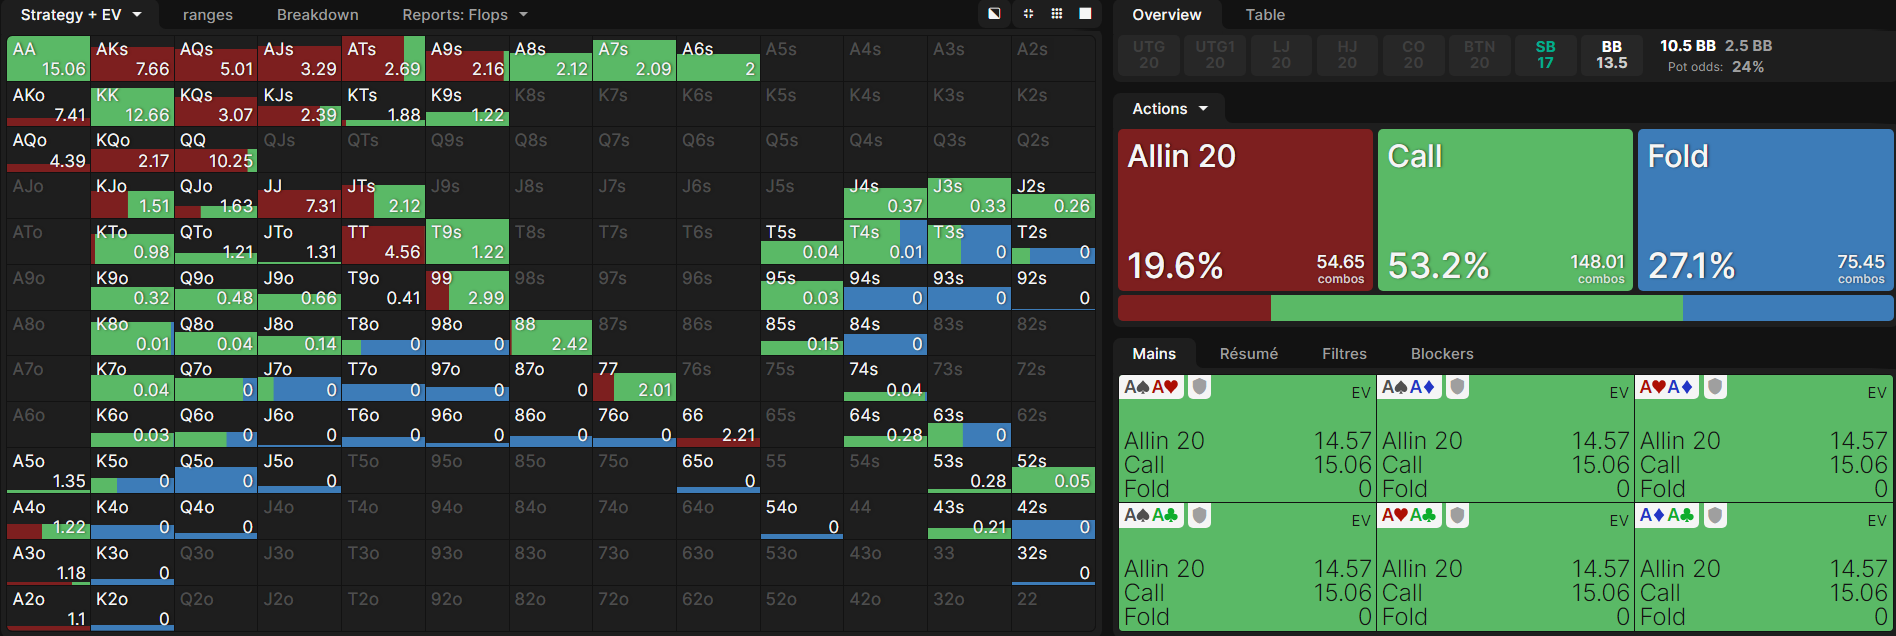 Strategy + EV ranges Breakdown Reports: Flops
AA 15.06 AKs 7.66 AQs 5.01 AJs 3.29 ATs 2.69 A9s 2.16 A8s 2.12 A7s 2.09 A6s 2 A5s A4s A3s A2s
AKo 7.41 KK 12.66 KQs 3.07 KJs 2.39 KTs 1.88 K9s 1.22 K8s K7s K6s K5s K4s K3s K2s
AQo 4.39 KQo 2.17 QQ 10.25 QJs QTs Q9s Q8s Q7s Q6s Q5s Q4s Q3s Q2s
AJo KJo 1.51 QJo 1.63 JJ 7.31 JTs 2.12 J9s J8s J7s J6s J5s J4s 0.37 J3s 0.33 J2s 0.26
ATo KTo 0.98 QTo 1.21 JTo 1.31 TT 4.56 T9s 1.22 T8s T7s T6s T5s 0.04 T4s 0.01 T3s 0 T2s 0
A9o K9o 0.32 Q9o 0.48 J9o 0.66 T9o 0.41 99 2.99 98s 97s 96s 95s 0.03 94s 0 93s 0 92s 0
A8o K8o 0.01 Q8o 0.04 J8o 0.14 T8o 0 98o 0 88 2.42 87s 86s 85s 0.15 84s 0 83s 82s
A7o K7o 0.04 Q7o 0 J7o 0 T7o 0 97o 0 87o 0 77 2.01 76s 75s 74s 0.04 73s 72s
A6o K6o 0.03 Q6o 0 J6o 0 T6o 0 96o 0 86o 0 76o 0 66 2.21 65s 64s 0.28 63s 0 62s
A5o 1.35 K5o 0 Q5o 0 J5o 0 T5o 95o 85o 75o 65o 0 55 54s 53s 0.28 52s 0.05
A4o 1.22 K4o 0 Q4o 0 J4o T4o 94o 84o 74o 64o 54o 0 44 43s 0.21 42s 0
A3o 1.18 K3o 0 Q3o J3o T3o 93o 83o 73o 63o 53o 43o 33 32s 0
A2o 1.1 K2o 0 Q2o J2o T2o 92o 82o 72o 62o 52o 42o 32o 22
Overview Table
UTG 20 UTG1 20 LJ 20 HJ 20 CO 20 BTN 20 SB 17 BB 13.5
10.5 BB 2.5 BB
Pot odds: 24%
Actions
Allin 20 Call Fold
19.6% 54.65 combos 53.2% 148.01 combos 27.1% 75.45 combos
Mains Résumé Filtres Blockers
A♠A♥ EV A♠A♦ EV A♥A♦ EV
Allin 20 14.57 Allin 20 14.57 Allin 20 14.57
Call 15.06 Call 15.06 Call 15.06
Fold 0 Fold 0 Fold 0
A♠A♣ EV A♥A♣ EV A♦A♣ EV
Allin 20 14.57 Allin 20 14.57 Allin 20 14.57
Call 15.06 Call 15.06 Call 15.06
Fold 0 Fold 0 Fold 0